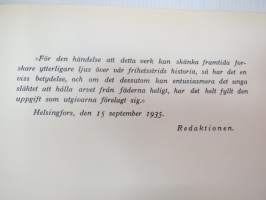 »För den händelse att detta verk kan skänka framtida for-
skare ytterligare ljus över vår frihetsstrids historia, så har det en
viss betydelse, och om det dessutom kan entusiasmera det unga
släktet att hålla arvet från fäderna heligt, har det helt fyllt den
uppgift som utgivarna förelagt sig.»
Helsingfors, den 15 september 1935.
Redaktionen.